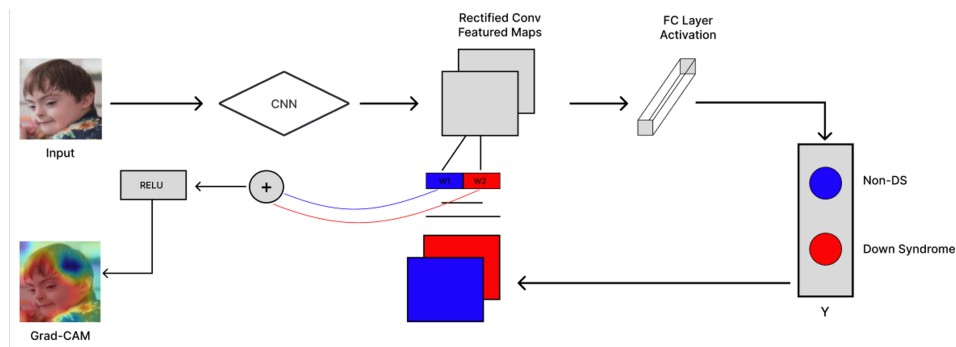 Rectified Conv
Featured Maps
FC Layer
Activation
CNN
Input
RELU
+
W1
W2
Non-DS
Down Syndrome
Y
Grad-CAM